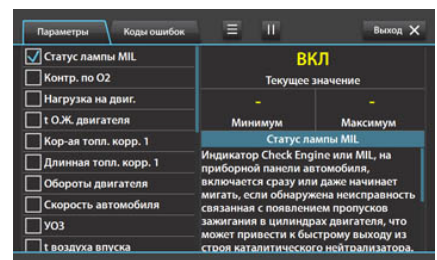 Параметры
Коды ошибок
Выход
Статус лампы MIL
Контр. по O2
Нагрузка на двиг.
t О.Ж. двигателя
Кор-ая топл. корр. 1
Длинная топл. корр. 1
Обороты двигателя
Скорость автомобиля
УОЗ
t воздуха впуска
ВКЛ
Текущее значение
- -
Минимум Максимум
Статус лампы MIL
Индикатор Check Engine или MIL, на
приборной панели автомобиля,
включается сразу или даже начинает
мигать, если обнаружена неисправность
связанная с появлением пропусков
зажигания в цилиндрах двигателя, что
может привести к быстрому выходу из
строя каталитического нейтрализатора.